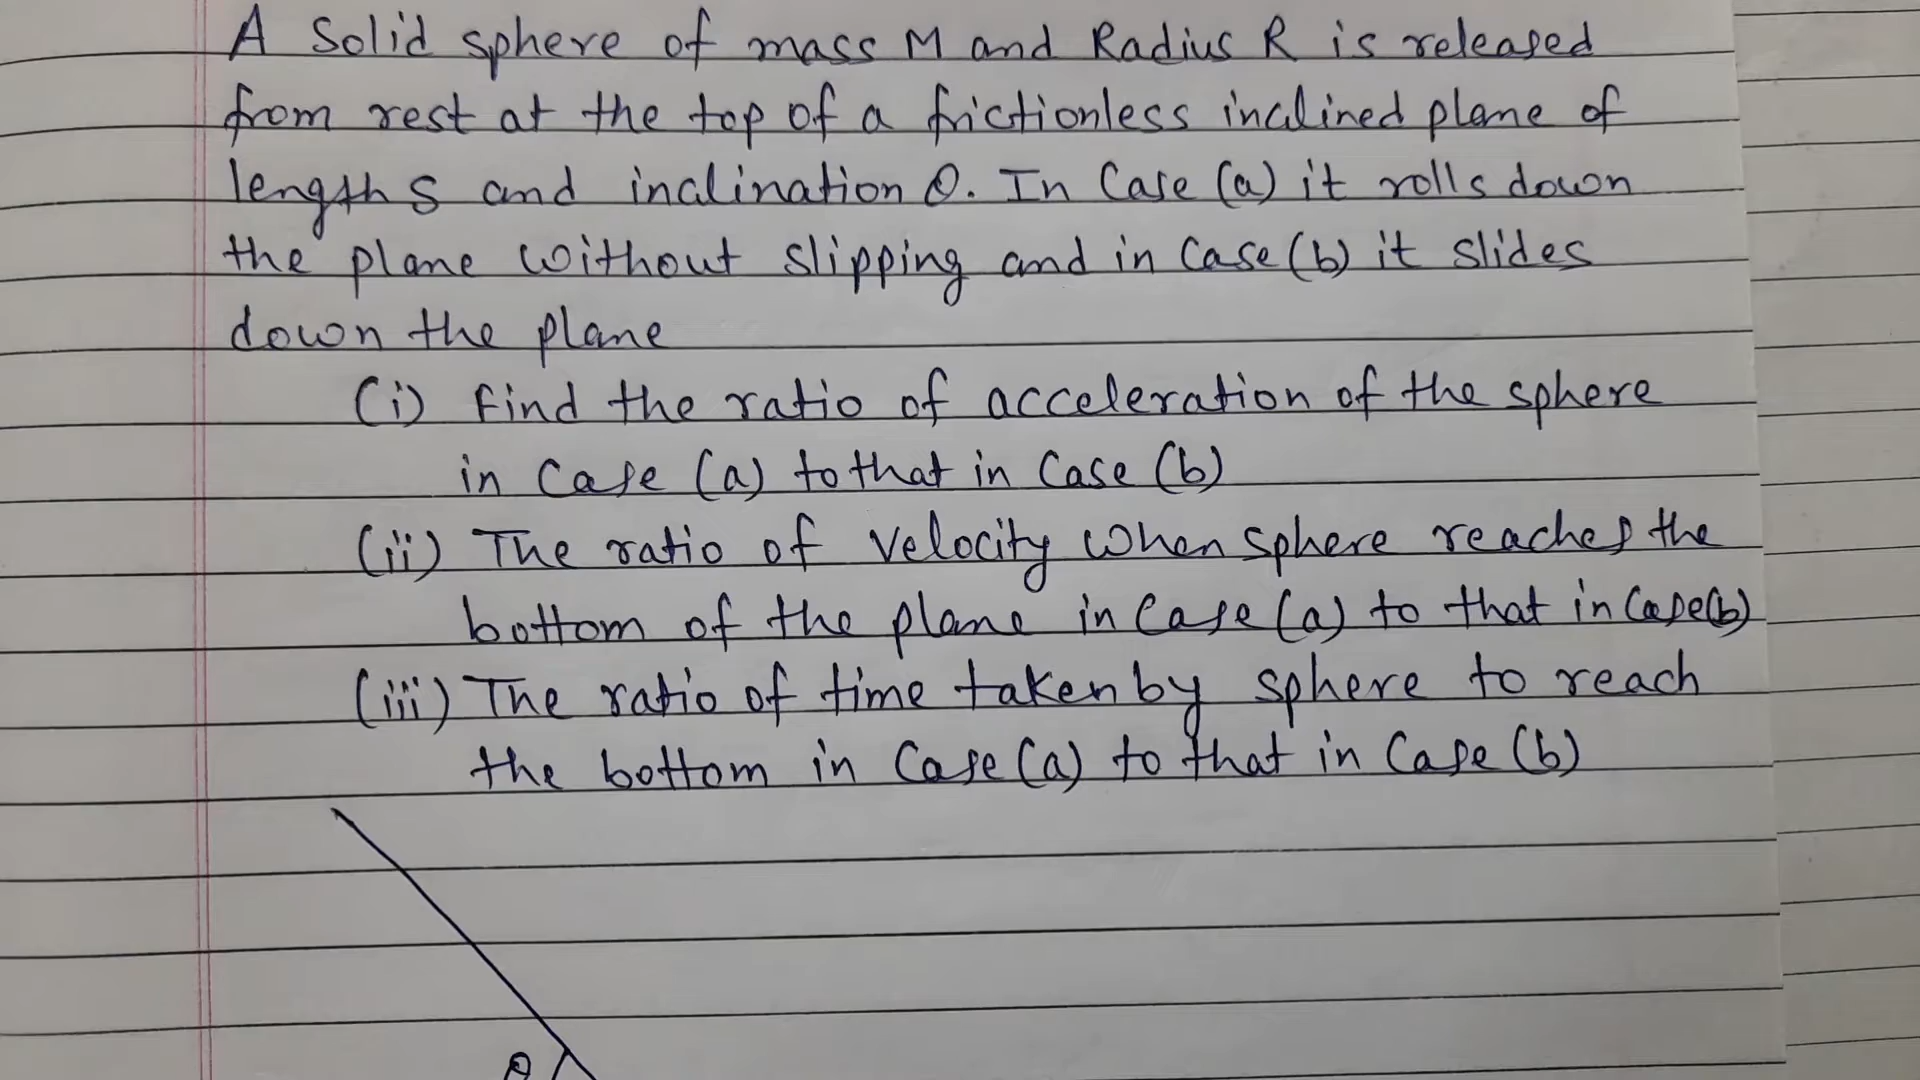 A Solid sphere of mass M and Radius R is released
from rest at the top of a frictionless inclined plane of
length S and inclination θ. In Case (a) it rolls down
the plane without slipping and in Case (b) it slides
down the plane
(i) find the ratio of acceleration of the sphere
in Case (a) to that in Case (b)
(ii) The ratio of velocity when sphere reaches the
bottom of the plane in Case (a) to that in Case (b)
(iii) The ratio of time taken by sphere to reach
the bottom in Case (a) to that in Case (b)
θ